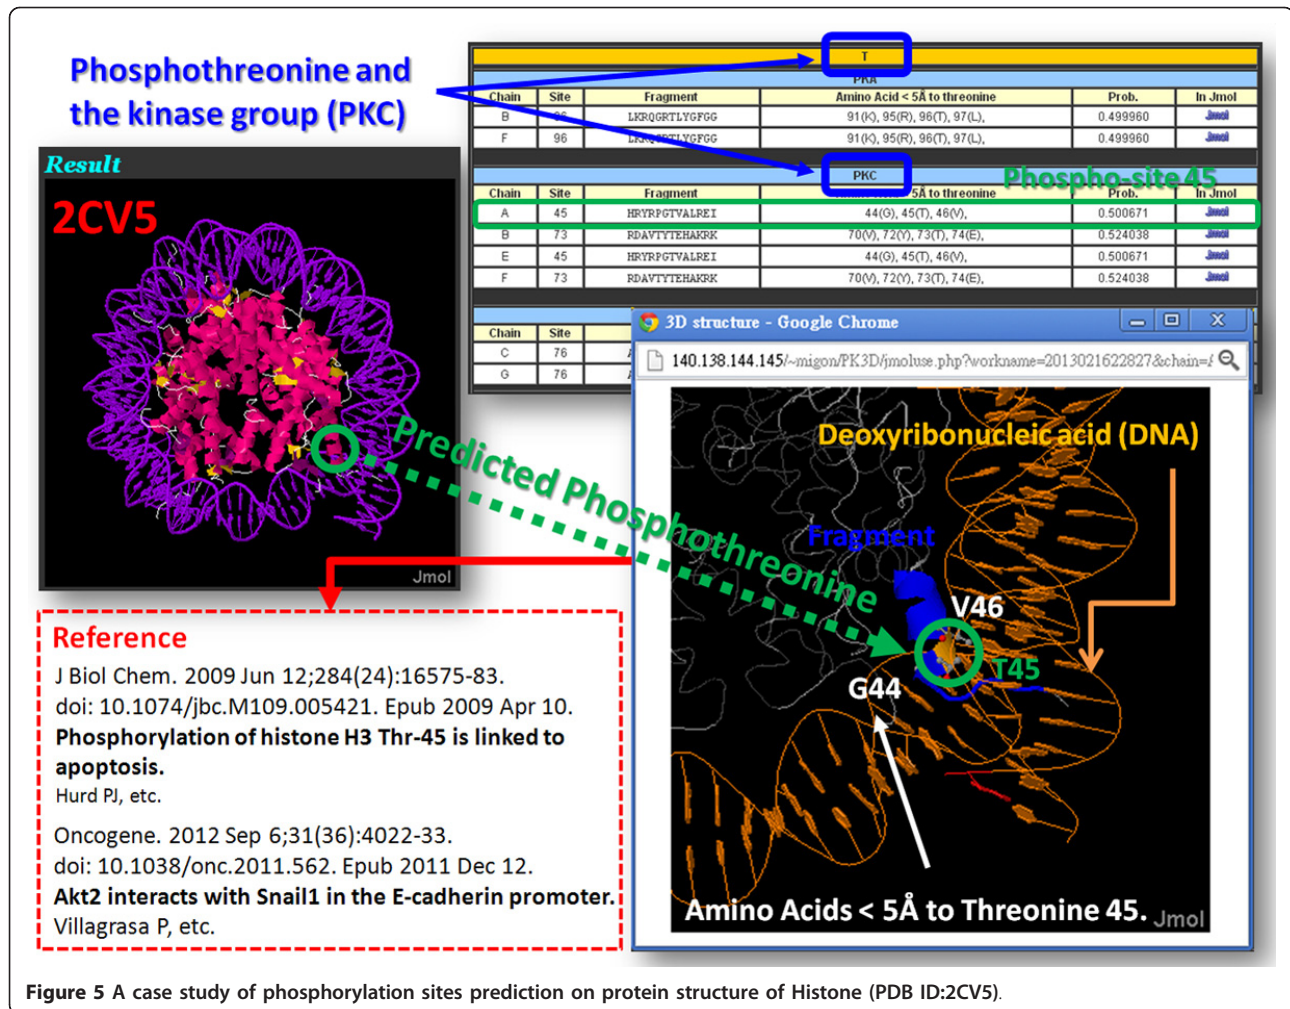 Phosphothreonine and
the kinase group (PKC)
T
PKA
Chain Site Fragment Amino Acid < 5Å to threonine Prob. In Jmol
B 96 LKRQGRTLYGFGG 91(K), 95(R), 96(T), 97(L), 0.499960 Jmol
F 96 LKRQGRTLYGFGG 91(K), 95(R), 96(T), 97(L), 0.499960 Jmol
PKC
Phospho-site 45
Chain Site Fragment < 5Å to threonine Prob. In Jmol
A 45 HRYRPGTVALREI 44(G), 45(T), 46(V), 0.500671 Jmol
B 73 RDAVTYTEHAKRK 70(V), 72(Y), 73(T), 74(E), 0.524038 Jmol
E 45 HRYRPGTVALREI 44(G), 45(T), 46(V), 0.500671 Jmol
F 73 RDAVTYTEHAKRK 70(V), 72(Y), 73(T), 74(E), 0.524038 Jmol
Chain Site
C 76
G 76
Result
2CV5
Jmol
3D structure - Google Chrome
140.138.144.145/~migon/PK3D/jmoluse.php?workname=2013021622827&chain=
Deoxyribonucleic acid (DNA)
Predicted Phosphothreonine
Fragment
V46
T45
G44
Amino Acids < 5Å to Threonine 45.
Jmol
Reference
J Biol Chem. 2009 Jun 12;284(24):16575-83.
doi: 10.1074/jbc.M109.005421. Epub 2009 Apr 10.
Phosphorylation of histone H3 Thr-45 is linked to
apoptosis.
Hurd PJ, etc.
Oncogene. 2012 Sep 6;31(36):4022-33.
doi: 10.1038/onc.2011.562. Epub 2011 Dec 12.
Akt2 interacts with Snail1 in the E-cadherin promoter.
Villagrasa P, etc.
Figure 5 A case study of phosphorylation sites prediction on protein structure of Histone (PDB ID:2CV5).